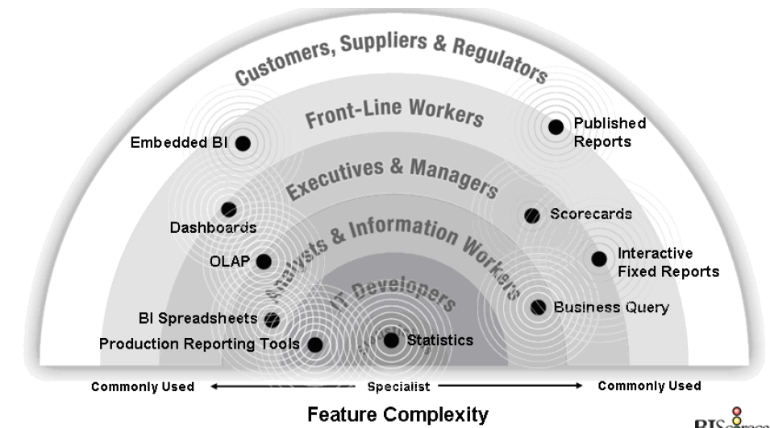 Customers, Suppliers & Regulators
Front-Line Workers
Executives & Managers
Analysts & Information Workers
IT Developers
Embedded BI
Published
Reports
Dashboards
Scorecards
OLAP
Interactive
Fixed Reports
BI Spreadsheets
Business Query
Production Reporting Tools
Statistics
Commonly Used
Specialist
Commonly Used
Feature Complexity